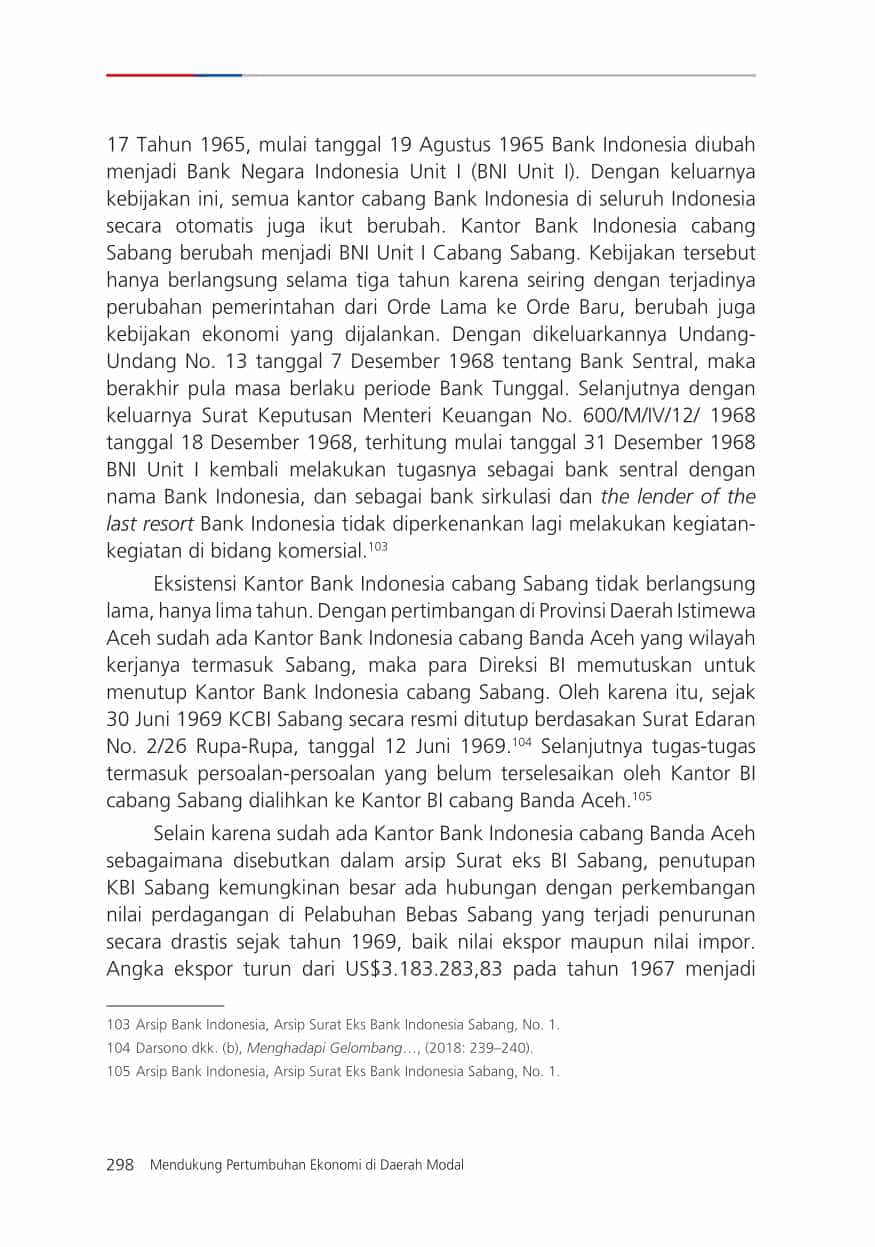 17 Tahun 1965, mulai tanggal 19 Agustus 1965 Bank Indonesia diubah
menjadi Bank Negara Indonesia Unit I (BNI Unit I). Dengan keluarnya
kebijakan ini, semua kantor cabang Bank Indonesia di seluruh Indonesia
secara otomatis juga ikut berubah. Kantor Bank Indonesia cabang
Sabang berubah menjadi BNI Unit I Cabang Sabang. Kebijakan tersebut
hanya berlangsung selama tiga tahun karena seiring dengan terjadinya
perubahan pemerintahan dari Orde Lama ke Orde Baru, berubah juga
kebijakan ekonomi yang dijalankan. Dengan dikeluarkannya Undang-
Undang No. 13 tanggal 7 Desember 1968 tentang Bank Sentral, maka
berakhir pula masa berlaku periode Bank Tunggal. Selanjutnya dengan
keluarnya Surat Keputusan Menteri Keuangan No. 600/M/IV/12/ 1968
tanggal 18 Desember 1968, terhitung mulai tanggal 31 Desember 1968
BNI Unit I kembali melakukan tugasnya sebagai bank sentral dengan
nama Bank Indonesia, dan sebagai bank sirkulasi dan the lender of the
last resort Bank Indonesia tidak diperkenankan lagi melakukan kegiatan-
kegiatan di bidang komersial.103
Eksistensi Kantor Bank Indonesia cabang Sabang tidak berlangsung
lama, hanya lima tahun. Dengan pertimbangan di Provinsi Daerah Istimewa
Aceh sudah ada Kantor Bank Indonesia cabang Banda Aceh yang wilayah
kerjanya termasuk Sabang, maka para Direksi BI memutuskan untuk
menutup Kantor Bank Indonesia cabang Sabang. Oleh karena itu, sejak
30 Juni 1969 KCBI Sabang secara resmi ditutup berdasakan Surat Edaran
No. 2/26 Rupa-Rupa, tanggal 12 Juni 1969.104 Selanjutnya tugas-tugas
termasuk persoalan-persoalan yang belum terselesaikan oleh Kantor BI
cabang Sabang dialihkan ke Kantor BI cabang Banda Aceh.105
Selain karena sudah ada Kantor Bank Indonesia cabang Banda Aceh
sebagaimana disebutkan dalam arsip Surat eks BI Sabang, penutupan
KBI Sabang kemungkinan besar ada hubungan dengan perkembangan
nilai perdagangan di Pelabuhan Bebas Sabang yang terjadi penurunan
secara drastis sejak tahun 1969, baik nilai ekspor maupun nilai impor.
Angka ekspor turun dari US$3.183.283,83 pada tahun 1967 menjadi
103 Arsip Bank Indonesia, Arsip Surat Eks Bank Indonesia Sabang, No. 1.
104 Darsono dkk. (b), Menghadapi Gelombang…, (2018: 239–240).
105 Arsip Bank Indonesia, Arsip Surat Eks Bank Indonesia Sabang, No. 1.
298 Mendukung Pertumbuhan Ekonomi di Daerah Modal